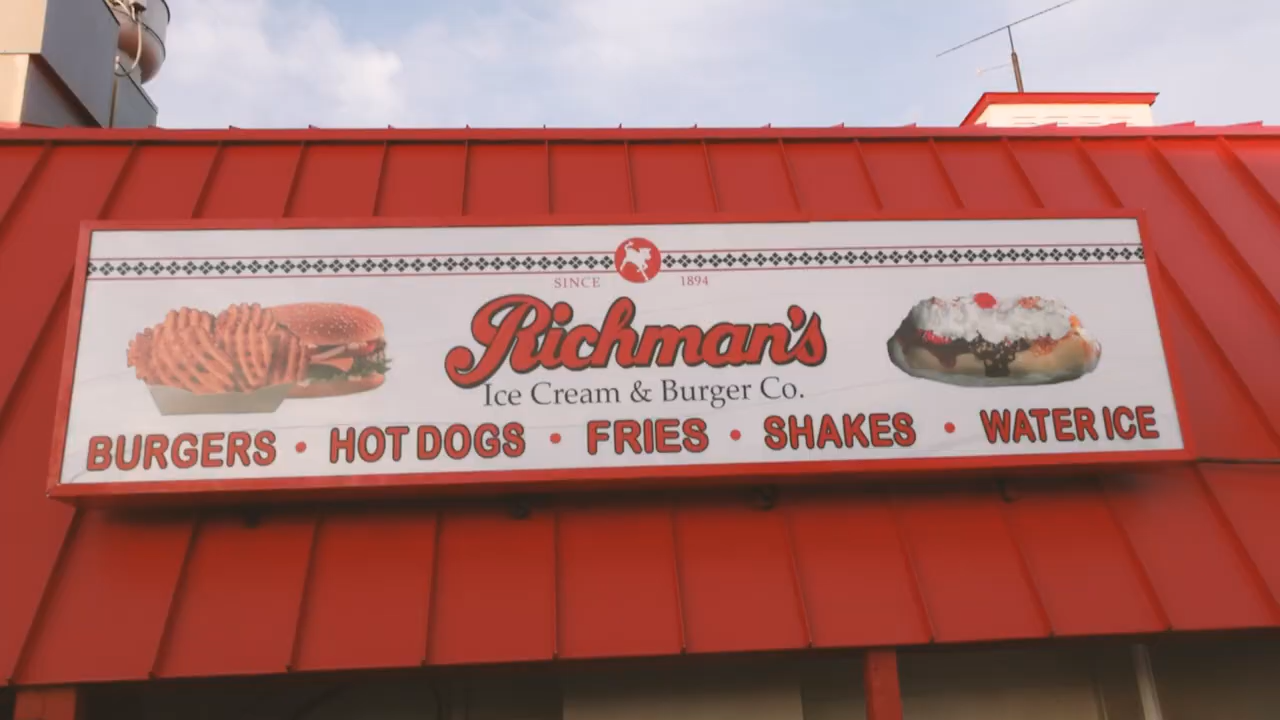 SINCE 1894
Richman's
Ice Cream & Burger Co.
BURGERS • HOT DOGS • FRIES • SHAKES • WATER ICE